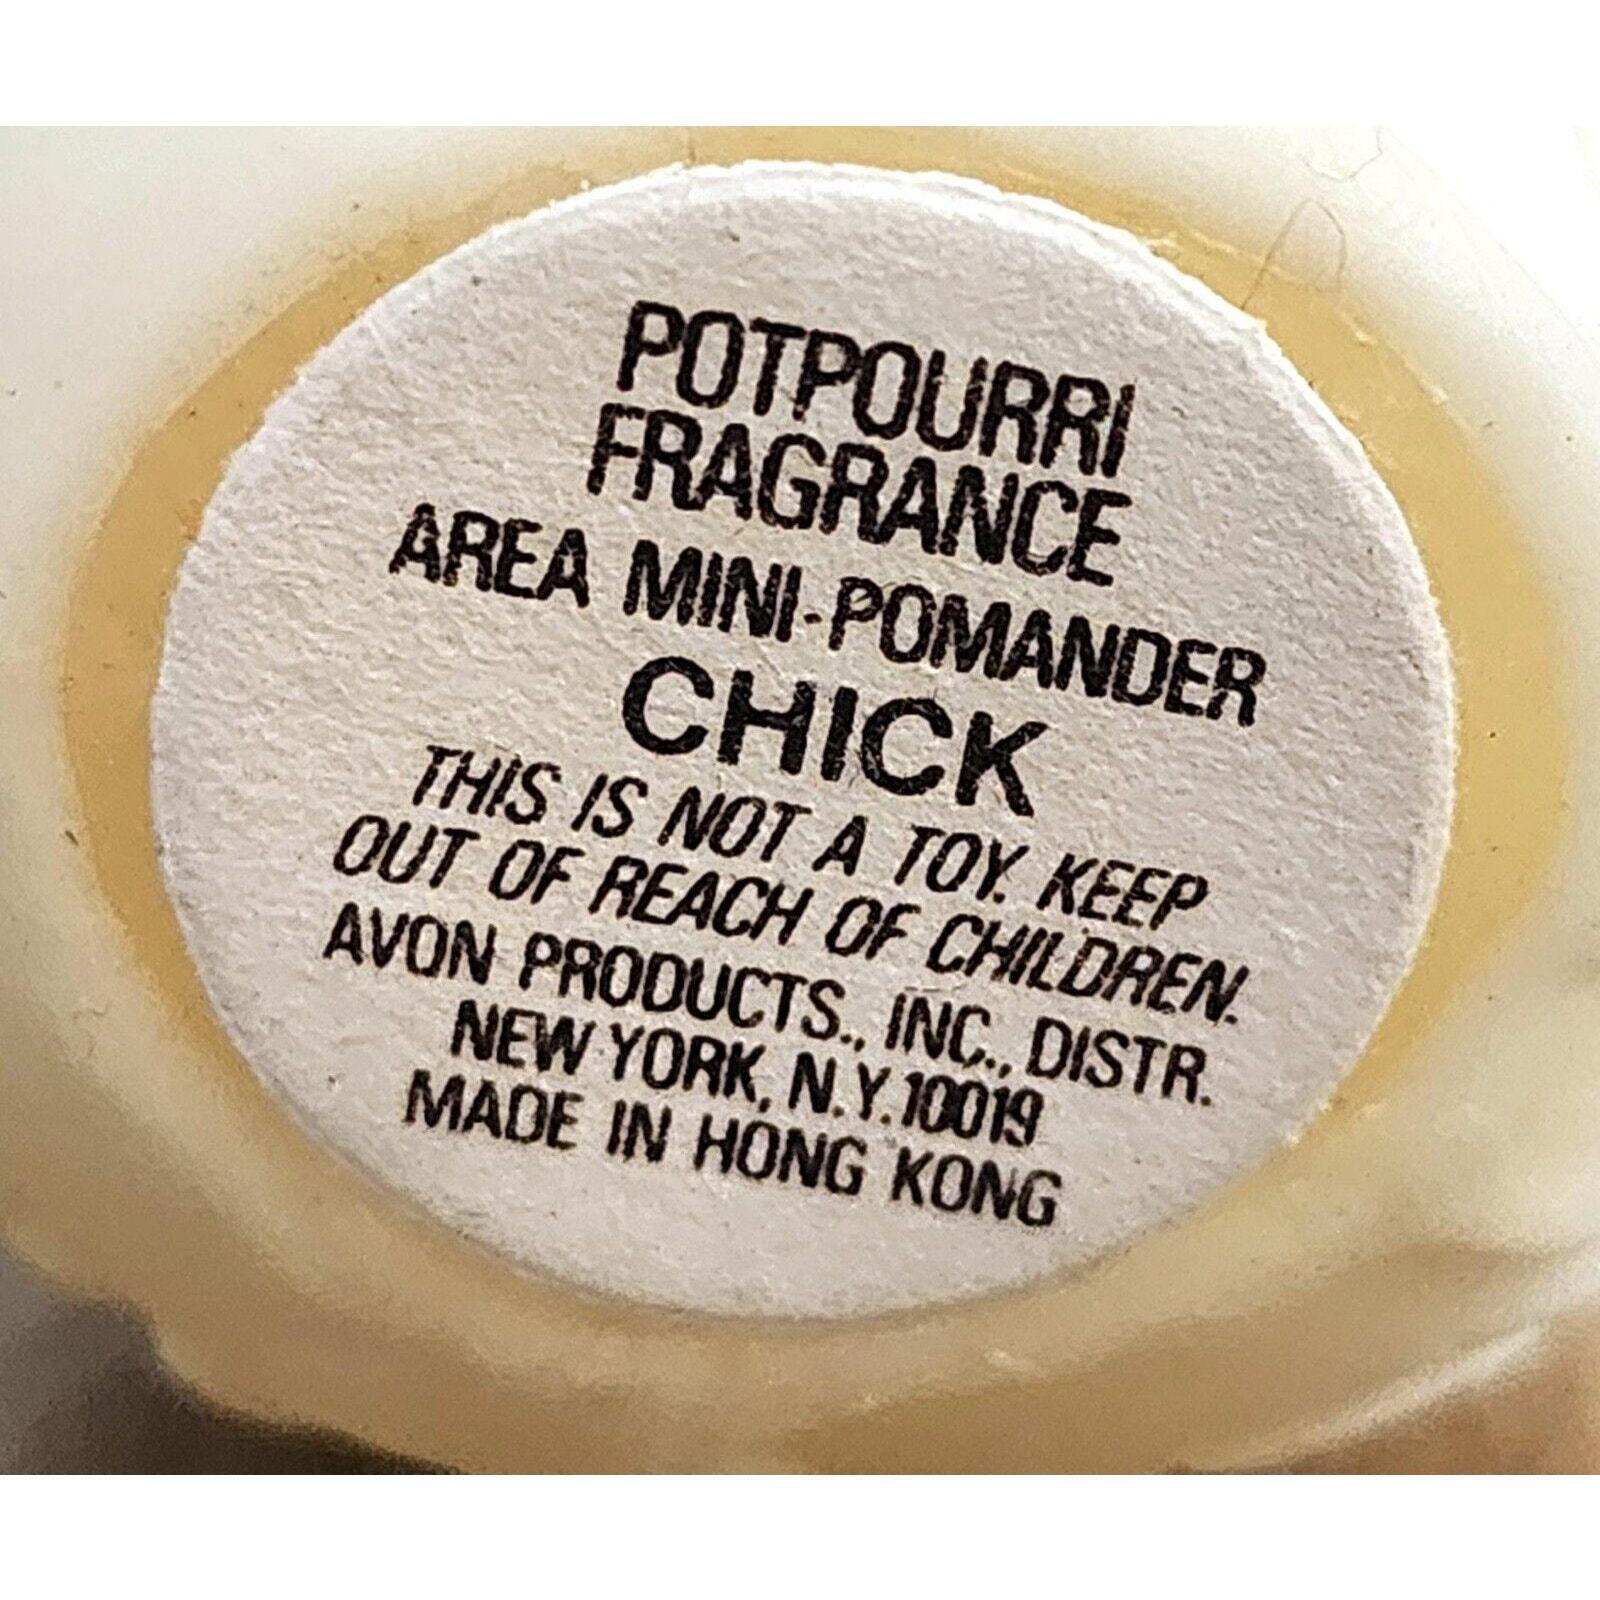 POTPOURRI
FRAGRANCE
AREA MINI-POMANDER
CHICK
THIS IS NOT A TOY. KEEP
OUT OF REACH OF CHILDREN.
AVON PRODUCTS., INC., DISTR.
NEW YORK, N.Y. 10019
MADE IN HONG KONG